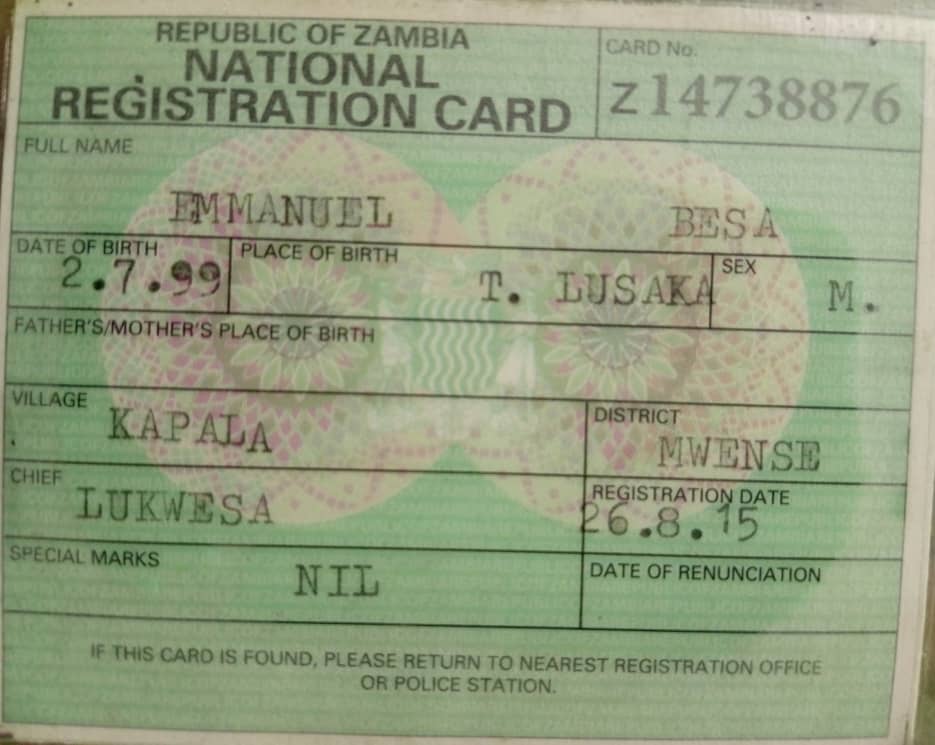 REPUBLIC OF ZAMBIA
NATIONAL
REGISTRATION CARD
CARD No.
Z14738876
FULL NAME
EMMANUEL BESA
DATE OF BIRTH
2.7.99
PLACE OF BIRTH
T. LUSAKA
SEX
M.
FATHER'S/MOTHER'S PLACE OF BIRTH
VILLAGE
KAPALA
DISTRICT
MWENSE
CHIEF
LUKWESA
REGISTRATION DATE
26.8.15
SPECIAL MARKS
NIL
DATE OF RENUNCIATION
IF THIS CARD IS FOUND, PLEASE RETURN TO NEAREST REGISTRATION OFFICE
OR POLICE STATION.